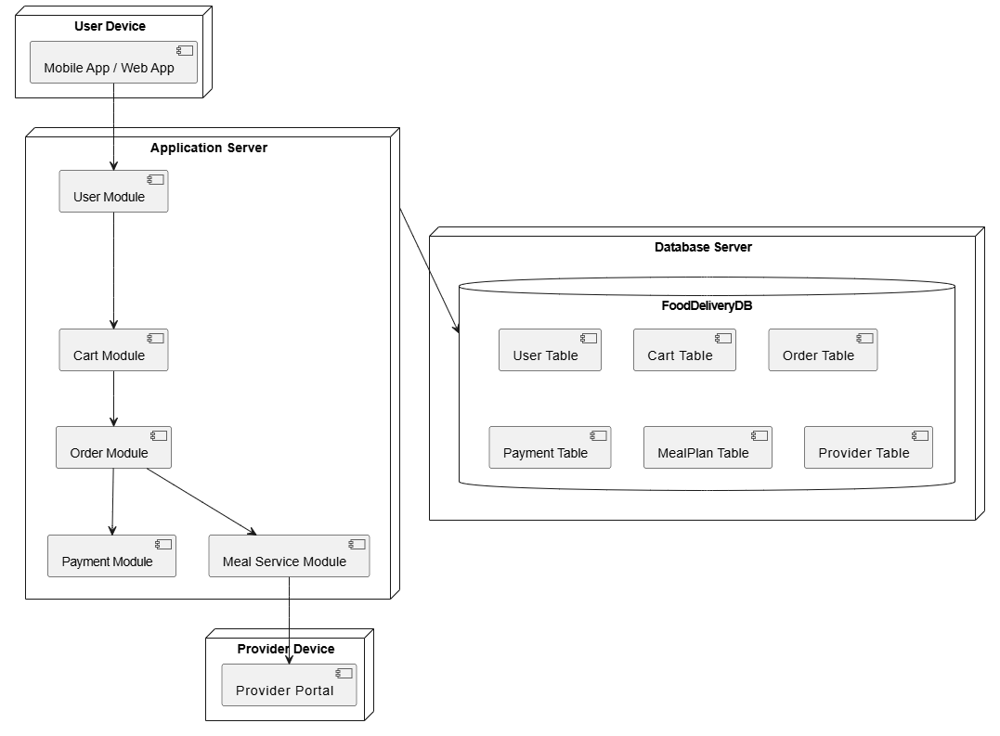 User Device
Mobile App / Web App
Application Server
User Module
Cart Module
Order Module
Payment Module
Meal Service Module
Database Server
FoodDeliveryDB
User Table
Cart Table
Order Table
Payment Table
MealPlan Table
Provider Table
Provider Device
Provider Portal